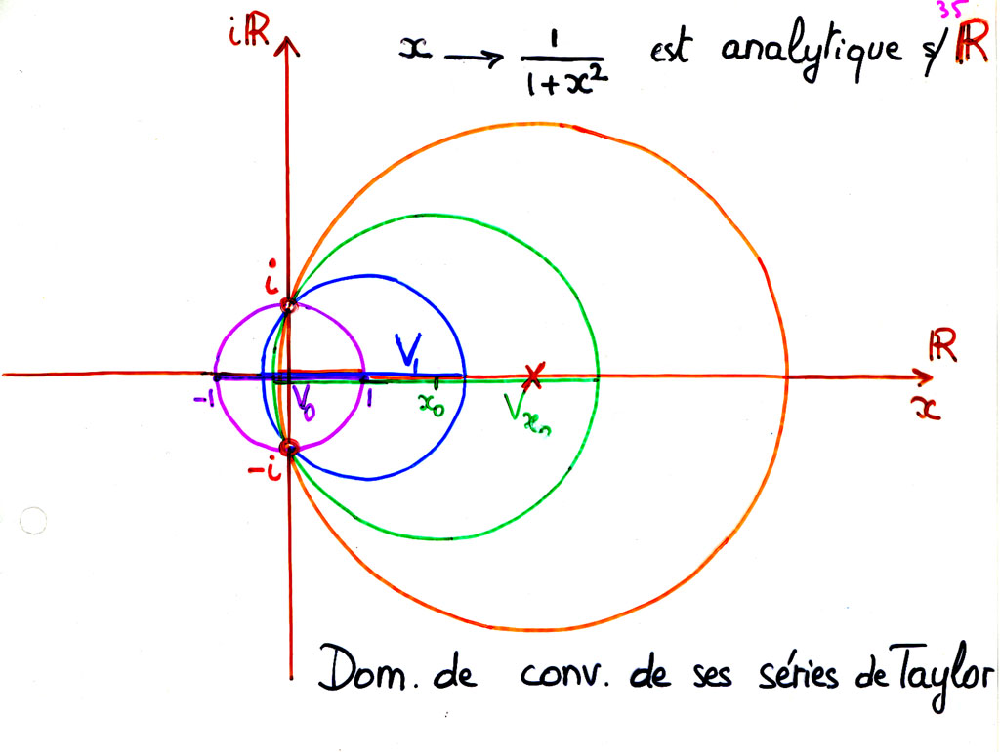 35
iℝ
x → 1/(1+x²) est analytique s/ ℝ
i
ℝ
V₁
-1
V₀
1
x₀
Vₓₙ
x
-i
Dom. de conv. de ses séries de Taylor